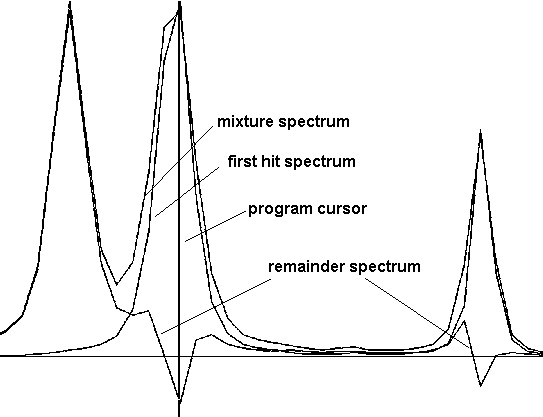 mixture spectrum
first hit spectrum
program cursor
remainder spectrum